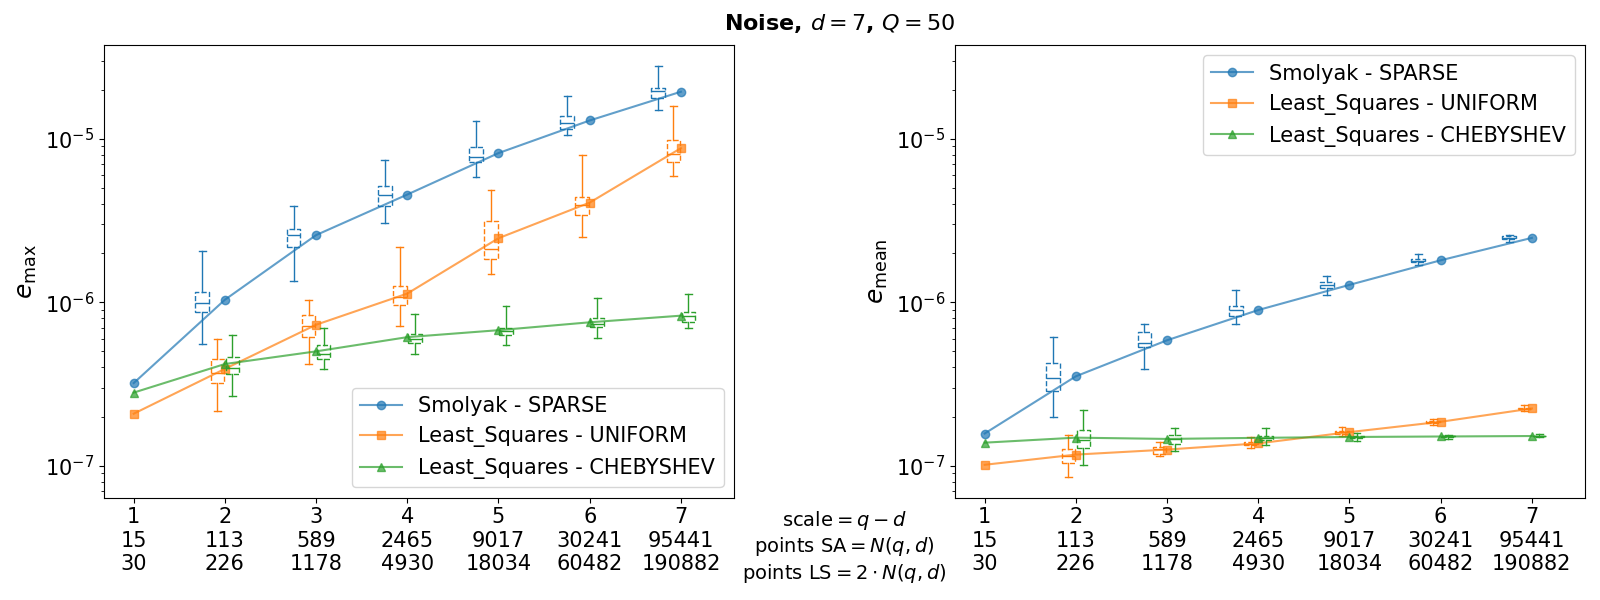 Noise, d = 7, Q = 50
e_max
10⁻⁵
10⁻⁶
10⁻⁷
Smolyak - SPARSE
Least_Squares - UNIFORM
Least_Squares - CHEBYSHEV
1 2 3 4 5 6 7
15 113 589 2465 9017 30241 95441
30 226 1178 4930 18034 60482 190882
scale = q − d
points SA = N(q, d)
points LS = 2 · N(q, d)
e_mean
10⁻⁵
10⁻⁶
10⁻⁷
Smolyak - SPARSE
Least_Squares - UNIFORM
Least_Squares - CHEBYSHEV
1 2 3 4 5 6 7
15 113 589 2465 9017 30241 95441
30 226 1178 4930 18034 60482 190882